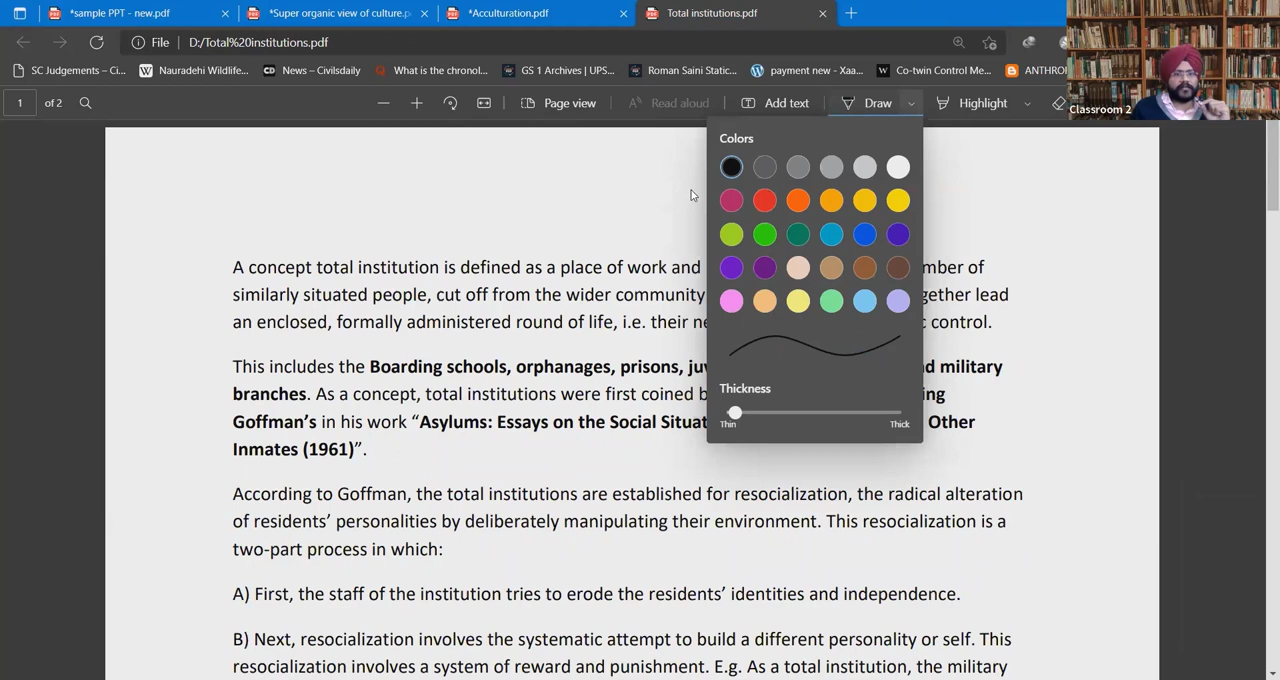 *sample PPT - new.pdf
*Super organic view of culture.p
*Acculturation.pdf
Total institutions.pdf
File D:/Total%20institutions.pdf
SC Judgements – Ci...
Nauradehi Wildlife...
News – Civilsdaily
What is the chronol...
GS 1 Archives | UPS...
Roman Saini Static...
payment new - Xaa...
Co-twin Control Me...
ANTHRO
Classroom 2
1 of 2
Page view
Read aloud
Add text
Draw
Highlight
Colors
Thickness
Thin Thick
A concept total institution is defined as a place of work and mber of
similarly situated people, cut off from the wider community gether lead
an enclosed, formally administered round of life, i.e. their ne c control.
This includes the Boarding schools, orphanages, prisons, juv nd military
branches. As a concept, total institutions were first coined b ing
Goffman’s in his work “Asylums: Essays on the Social Situat Other
Inmates (1961)”.
According to Goffman, the total institutions are established for resocialization, the radical alteration
of residents’ personalities by deliberately manipulating their environment. This resocialization is a
two-part process in which:
A) First, the staff of the institution tries to erode the residents’ identities and independence.
B) Next, resocialization involves the systematic attempt to build a different personality or self. This
resocialization involves a system of reward and punishment. E.g. As a total institution, the military